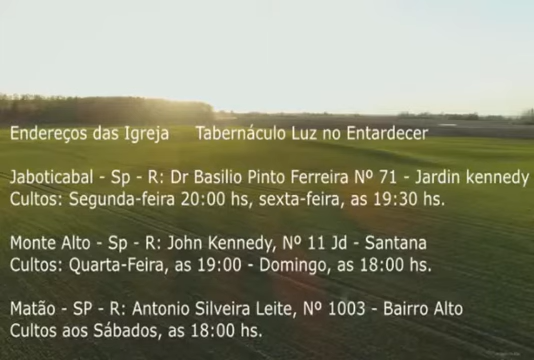 Endereços das Igreja Tabernáculo Luz no Entardecer
Jaboticabal - Sp - R: Dr Basilio Pinto Ferreira Nº 71 - Jardin kennedy
Cultos: Segunda-feira 20:00 hs, sexta-feira, as 19:30 hs.
Monte Alto - Sp - R: John Kennedy, Nº 11 Jd - Santana
Cultos: Quarta-Feira, as 19:00 - Domingo, as 18:00 hs.
Matão - SP - R: Antonio Silveira Leite, Nº 1003 - Bairro Alto
Cultos aos Sábados, as 18:00 hs.